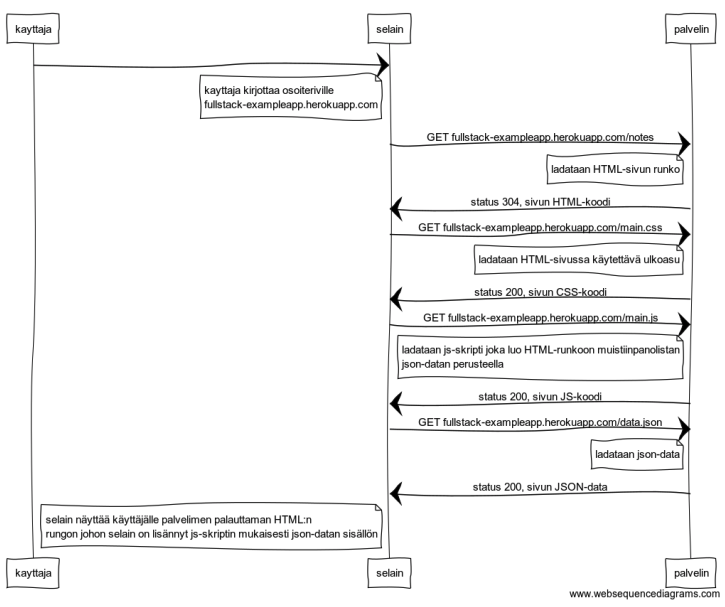 kayttaja
selain
palvelin
kayttaja kirjottaa osoiteriville
fullstack-exampleapp.herokuapp.com
GET fullstack-exampleapp.herokuapp.com/notes
ladataan HTML-sivun runko
status 304, sivun HTML-koodi
GET fullstack-exampleapp.herokuapp.com/main.css
ladataan HTML-sivussa käytettävä ulkoasu
status 200, sivun CSS-koodi
GET fullstack-exampleapp.herokuapp.com/main.js
ladataan js-skripti joka luo HTML-runkoon muistiinpanolistan
json-datan perusteella
status 200, sivun JS-koodi
GET fullstack-exampleapp.herokuapp.com/data.json
ladataan json-data
status 200, sivun JSON-data
selain näyttää käyttäjälle palvelimen palauttaman HTML:n
rungon johon selain on lisännyt js-skriptin mukaisesti json-datan sisällön
kayttaja
selain
palvelin
www.websequencediagrams.com